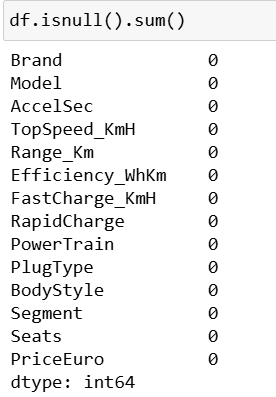 df.isnull().sum()
Brand 0
Model 0
AccelSec 0
TopSpeed_KmH 0
Range_Km 0
Efficiency_WhKm 0
FastCharge_KmH 0
RapidCharge 0
PowerTrain 0
PlugType 0
BodyStyle 0
Segment 0
Seats 0
PriceEuro 0
dtype: int64